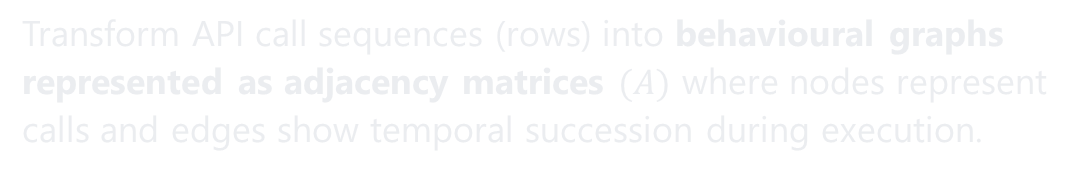 Transform API call sequences (rows) into behavioural graphs
represented as adjacency matrices (A) where nodes represent
calls and edges show temporal succession during execution.